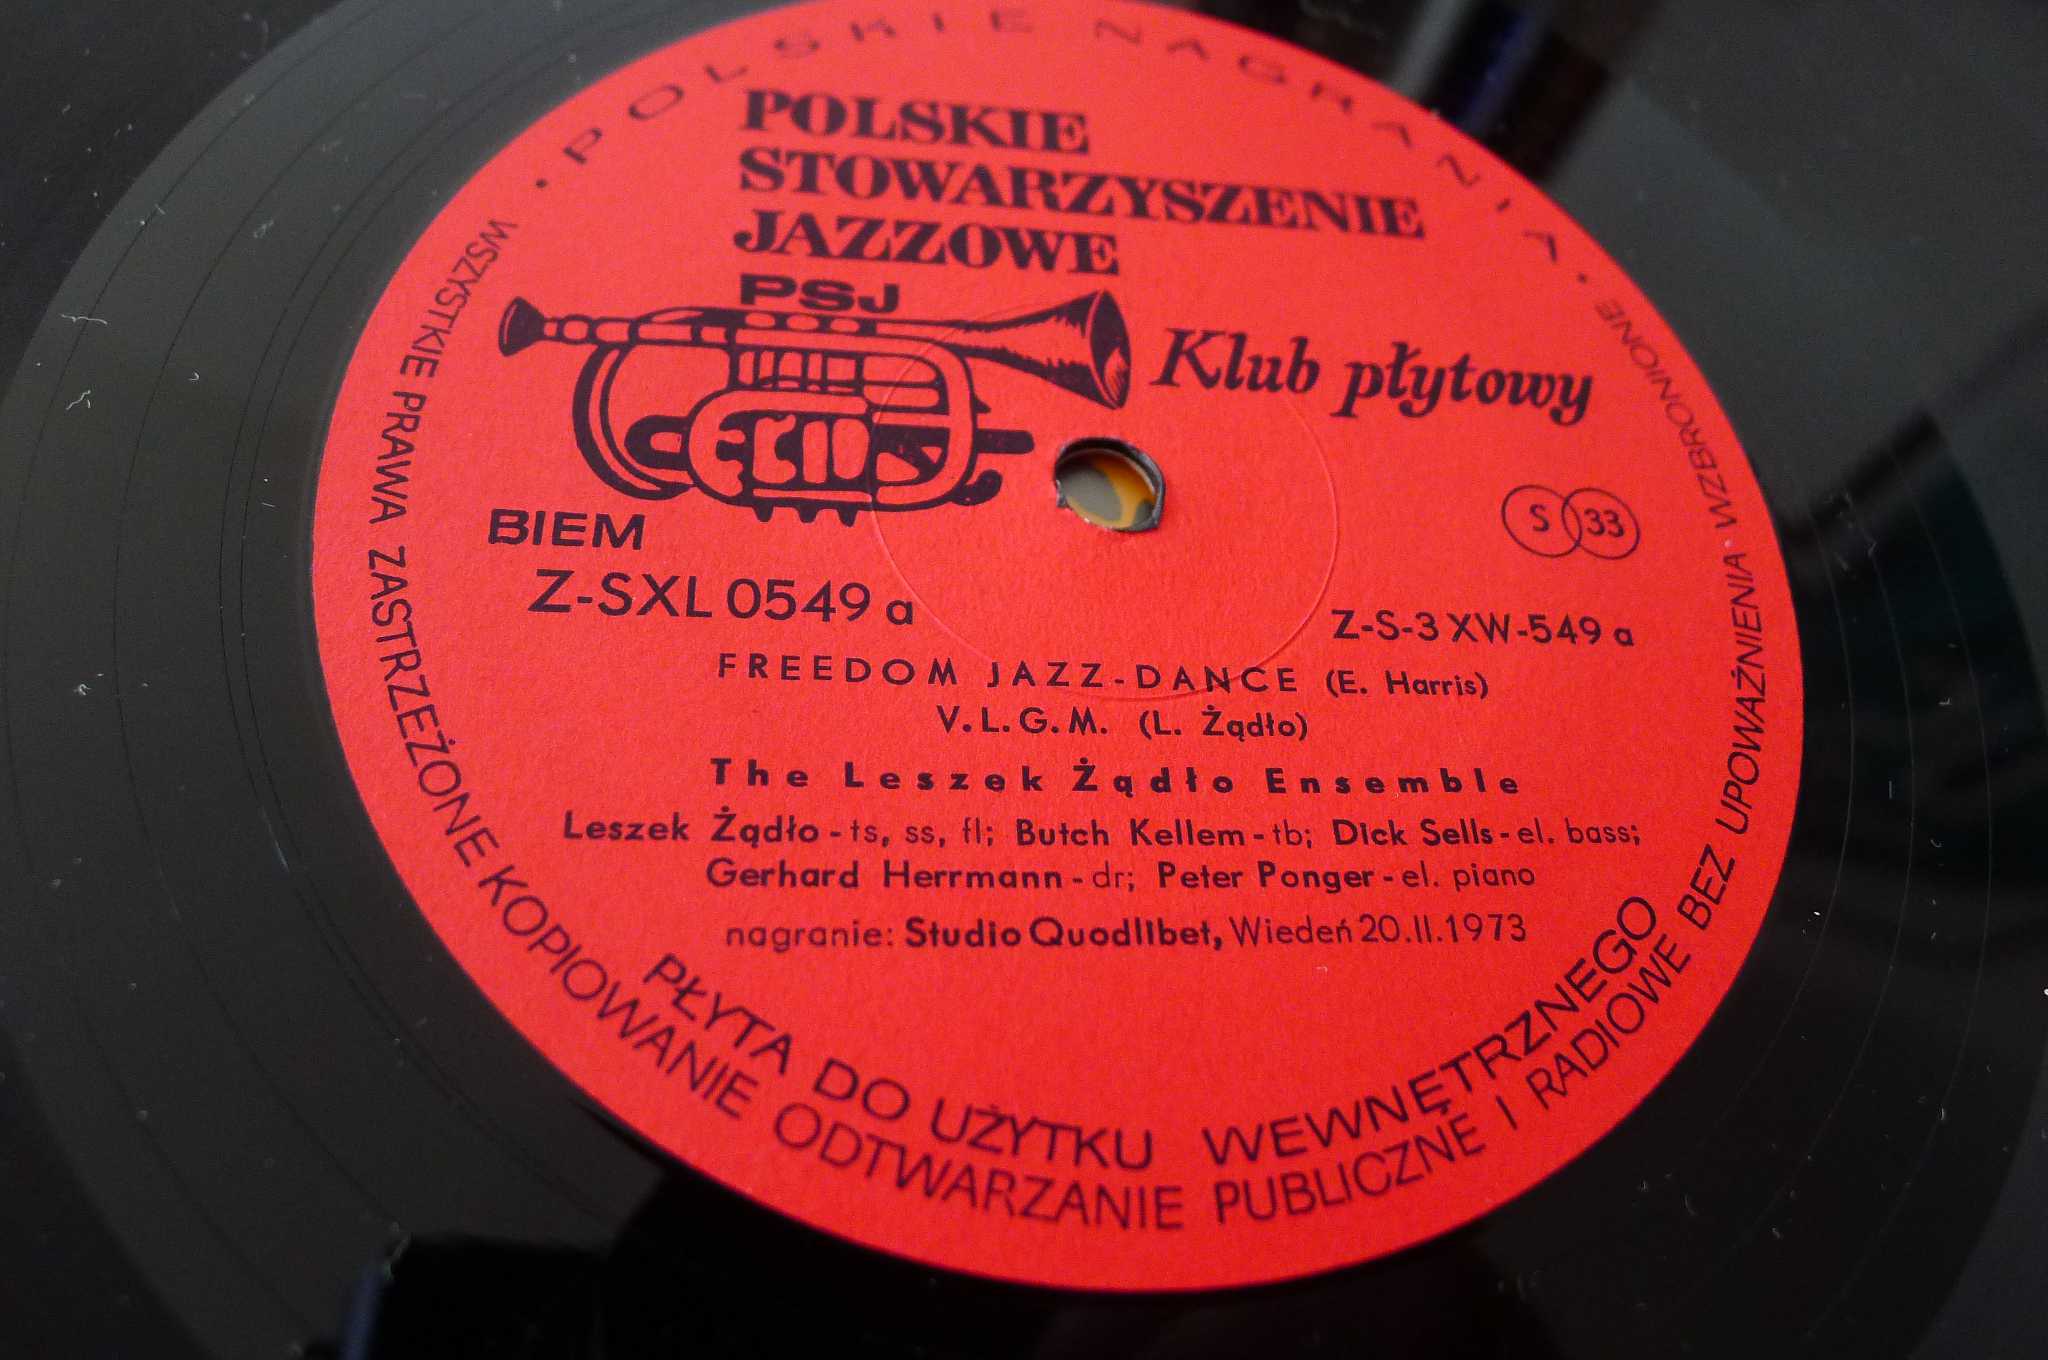 · POLSKIE NAGRANIA ·
POLSKIE
STOWARZYSZENIE
JAZZOWE
PSJ
Klub płytowy
BIEM
S 33
Z-SXL 0549 a
Z-S-3 XW-549 a
FREEDOM JAZZ-DANCE (E. Harris)
V.L.G.M. (L. Żądło)
The Leszek Żądło Ensemble
Leszek Żądło - ts, ss, fl; Butch Kellem - tb; Dick Sells - el. bass;
Gerhard Herrmann - dr; Peter Ponger - el. piano
nagranie: Studio Quodlibet, Wiedeń 20.II.1973
PŁYTA DO UŻYTKU WEWNĘTRZNEGO
WSZYSTKIE PRAWA ZASTRZEŻONE KOPIOWANIE ODTWARZANIE PUBLICZNE I RADIOWE BEZ UPOWAŻNIENIA WZBRONIONE